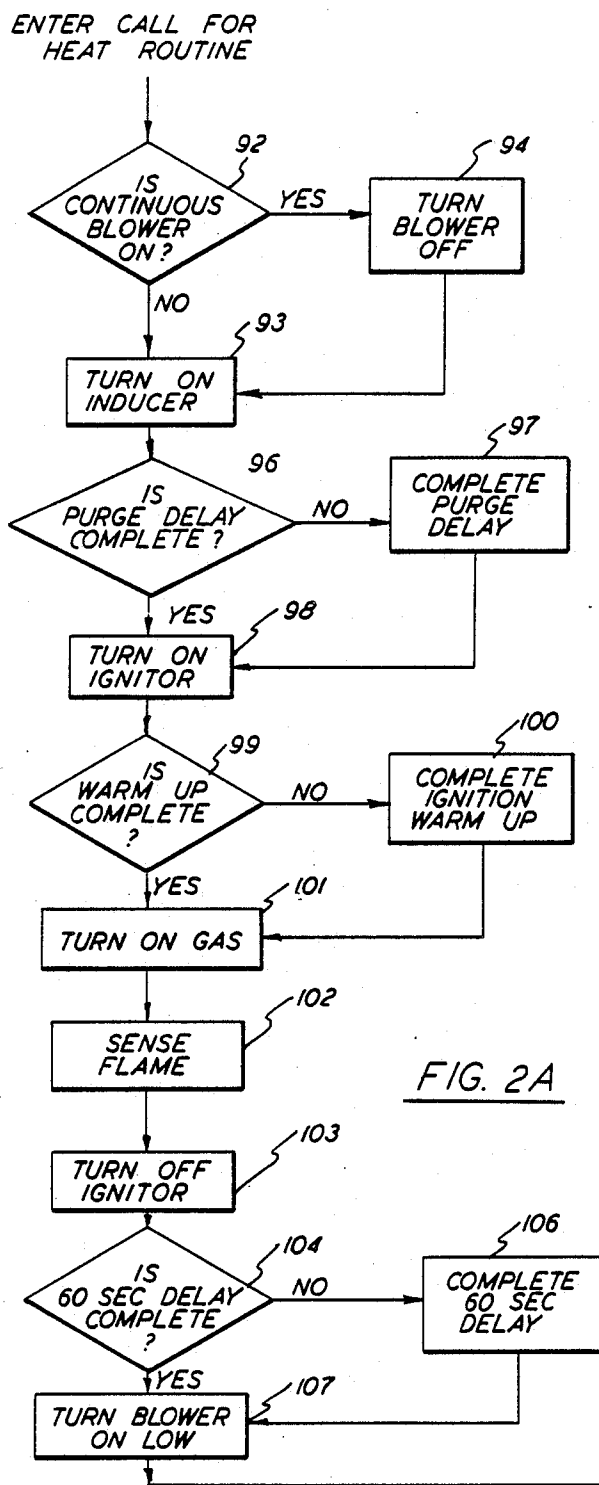 ENTER CALL FOR
HEAT ROUTINE
92
IS
CONTINUOUS
BLOWER
ON ?
YES
94
TURN
BLOWER
OFF
NO
93
TURN ON
INDUCER
96
IS
PURGE DELAY
COMPLETE ?
NO
97
COMPLETE
PURGE
DELAY
YES
98
TURN ON
IGNITOR
99
IS
WARM UP
COMPLETE
?
NO
100
COMPLETE
IGNITION
WARM UP
YES
101
TURN ON GAS
102
SENSE
FLAME
FIG. 2A
103
TURN OFF
IGNITOR
104
IS
60 SEC DELAY
COMPLETE
?
NO
106
COMPLETE
60 SEC
DELAY
YES
107
TURN BLOWER
ON LOW